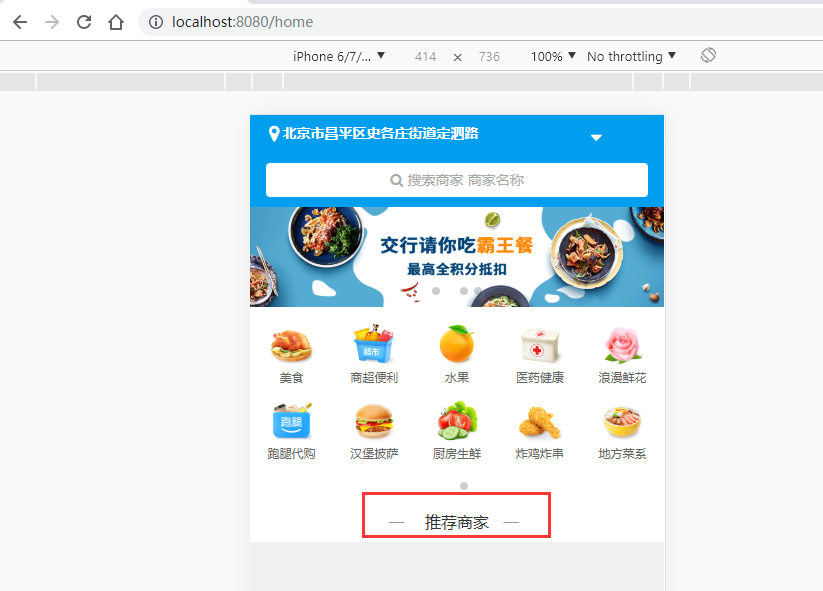 localhost:8080/home
iPhone 6/7/... ▼ 414 × 736 100% ▼ No throttling ▼
北京市昌平区史各庄街道定泗路
搜索商家 商家名称
交行请你吃霸王餐
最高全积分抵扣
超市
美食 商超便利 水果 医药健康 浪漫鲜花
跑腿
跑腿代购 汉堡披萨 厨房生鲜 炸鸡炸串 地方菜系
— 推荐商家 —